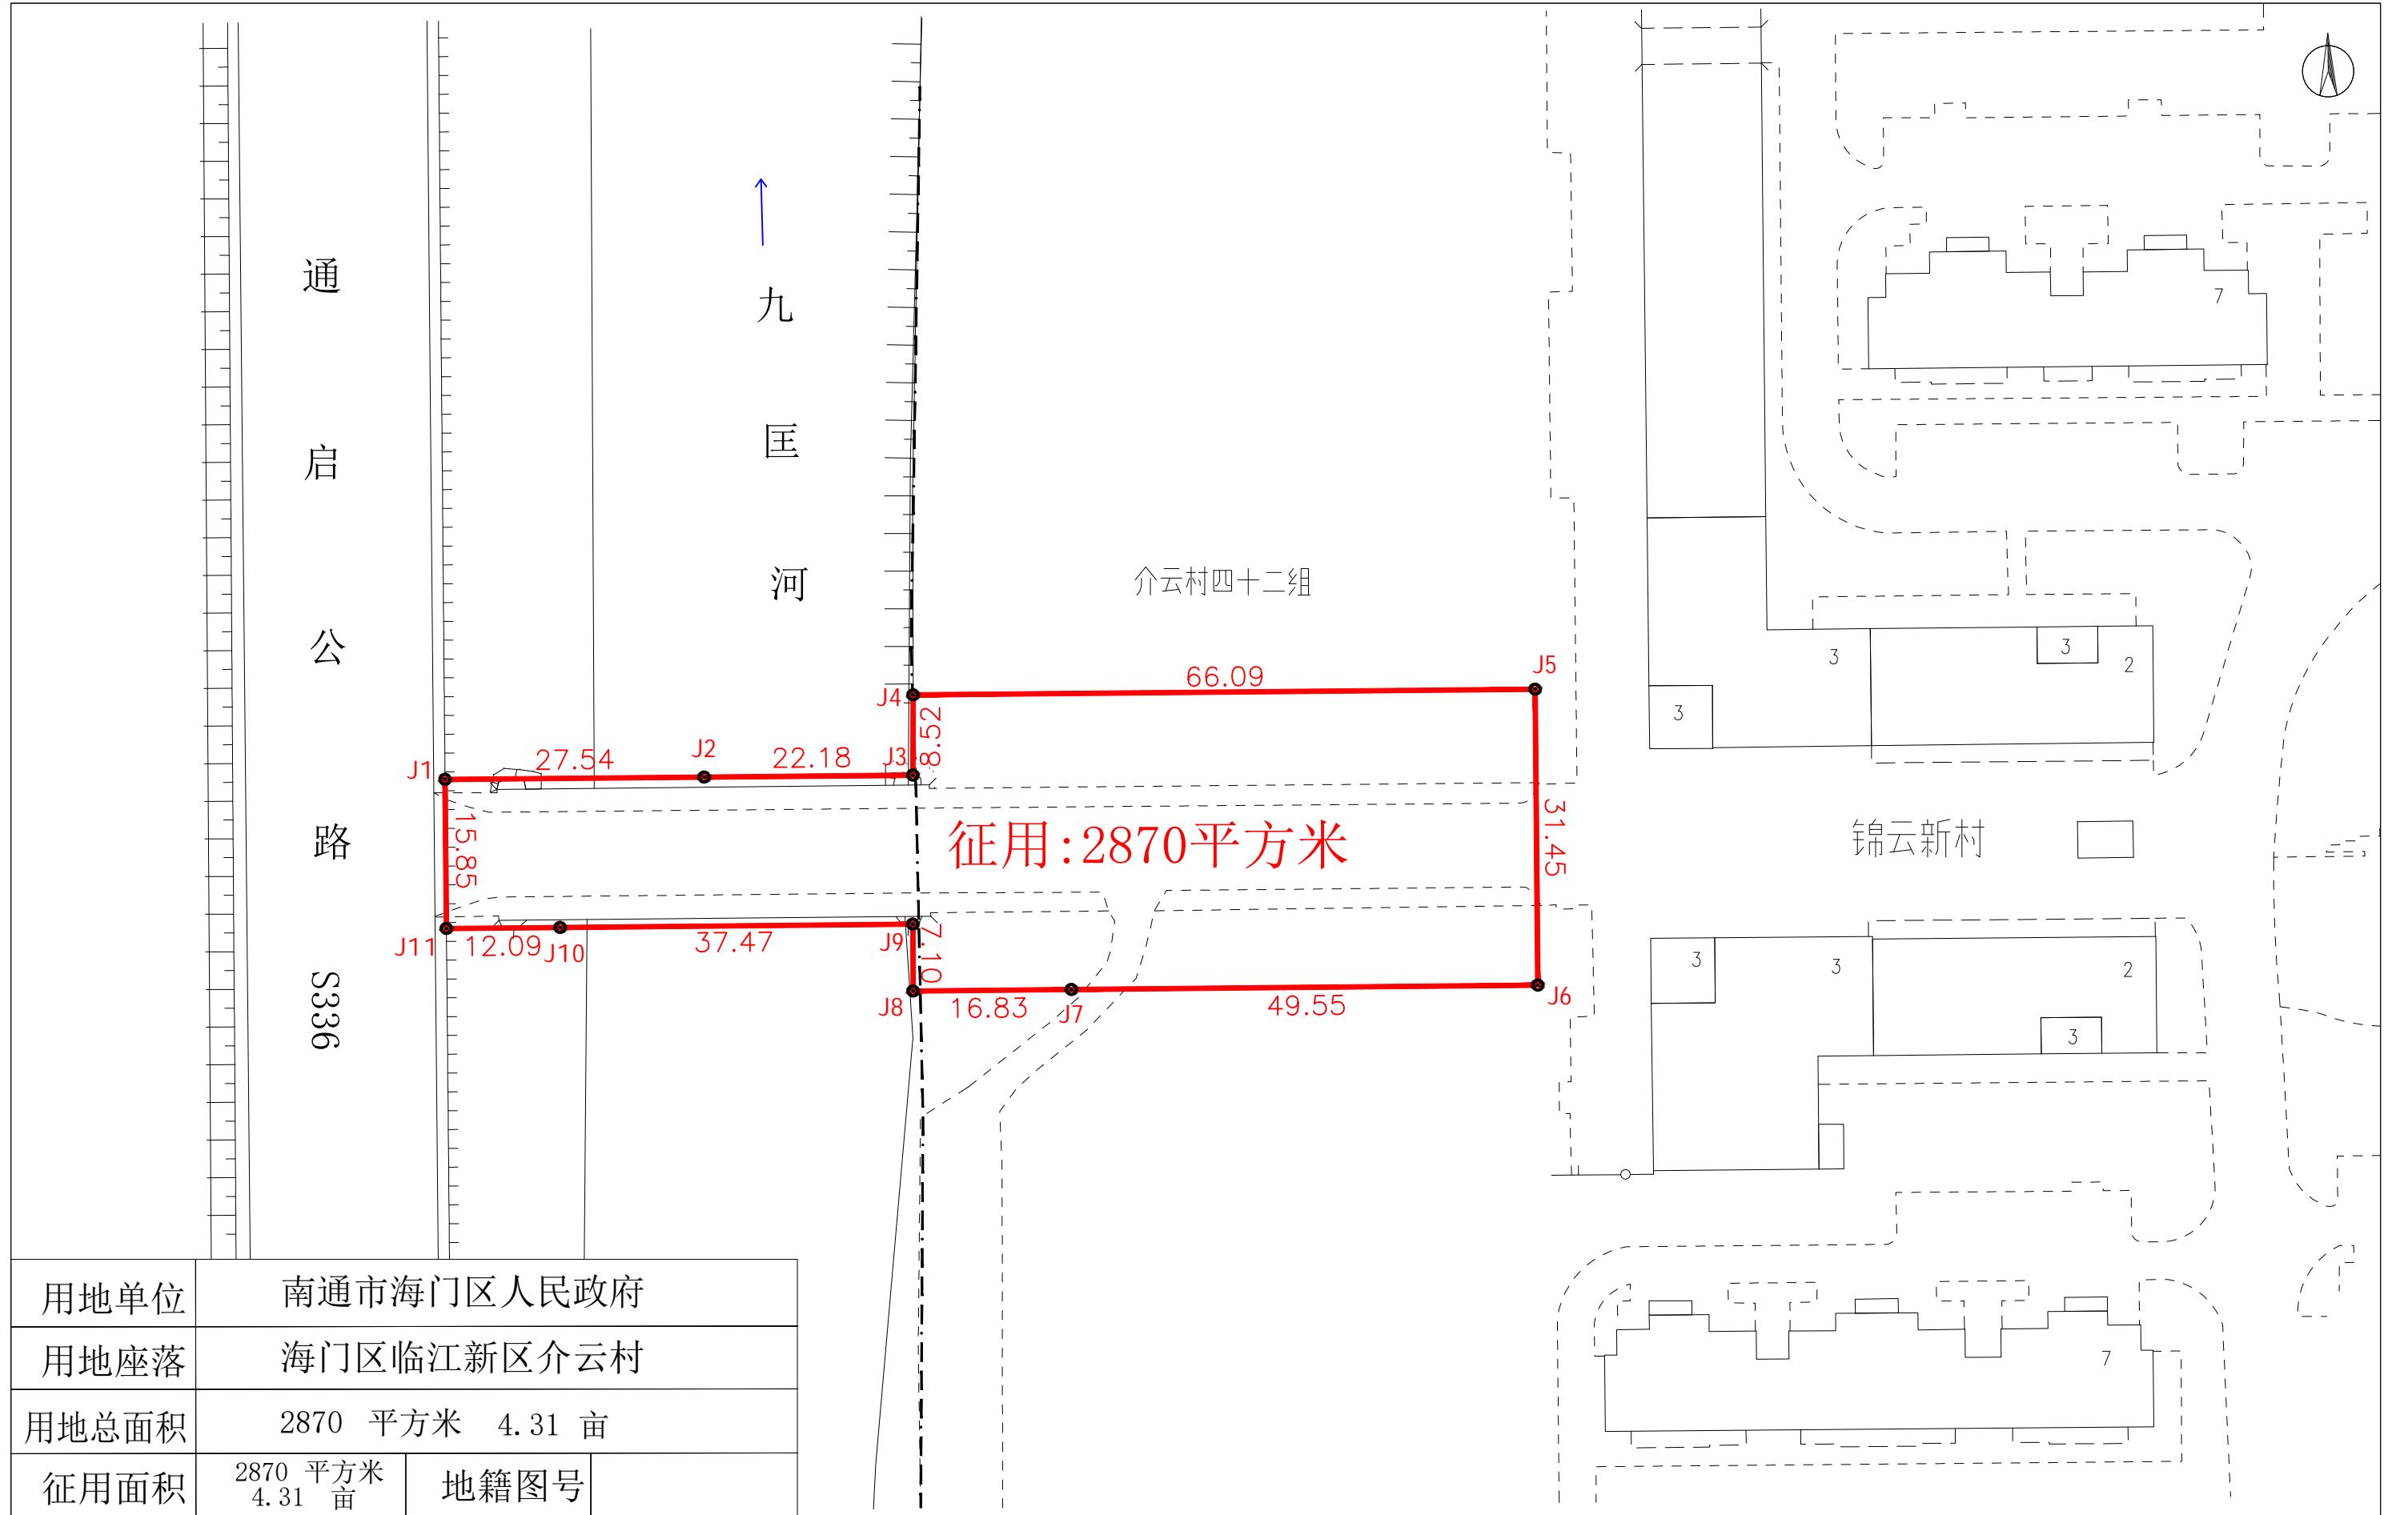 通启公路
S336
九匡河
介云村四十二组
锦云新村
征用:2870平方米
J1
27.54
J2
22.18
J3
8.52
J4
66.09
J5
31.45
J6
49.55
J7
16.83
J8
7.10
J9
37.47
J10
12.09
J11
15.85
7
3
3
2
3
3
3
2
3
7
用地单位 南通市海门区人民政府
用地座落 海门区临江新区介云村
用地总面积 2870 平方米 4.31 亩
征用面积 2870 平方米
4.31 亩
地籍图号